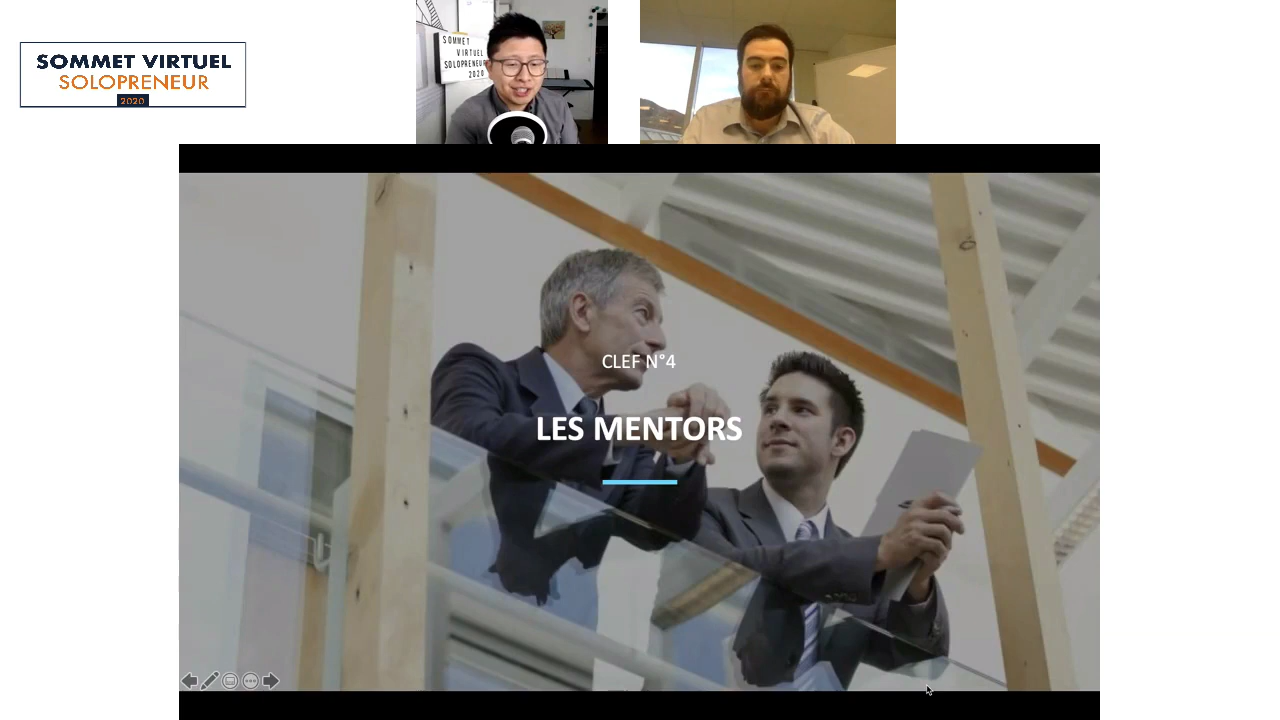 SOMMET VIRTUEL
SOLOPRENEUR
2020
SOMMET
VIRTUEL
SOLOPRENEUR
2020
CLEF N°4
LES MENTORS